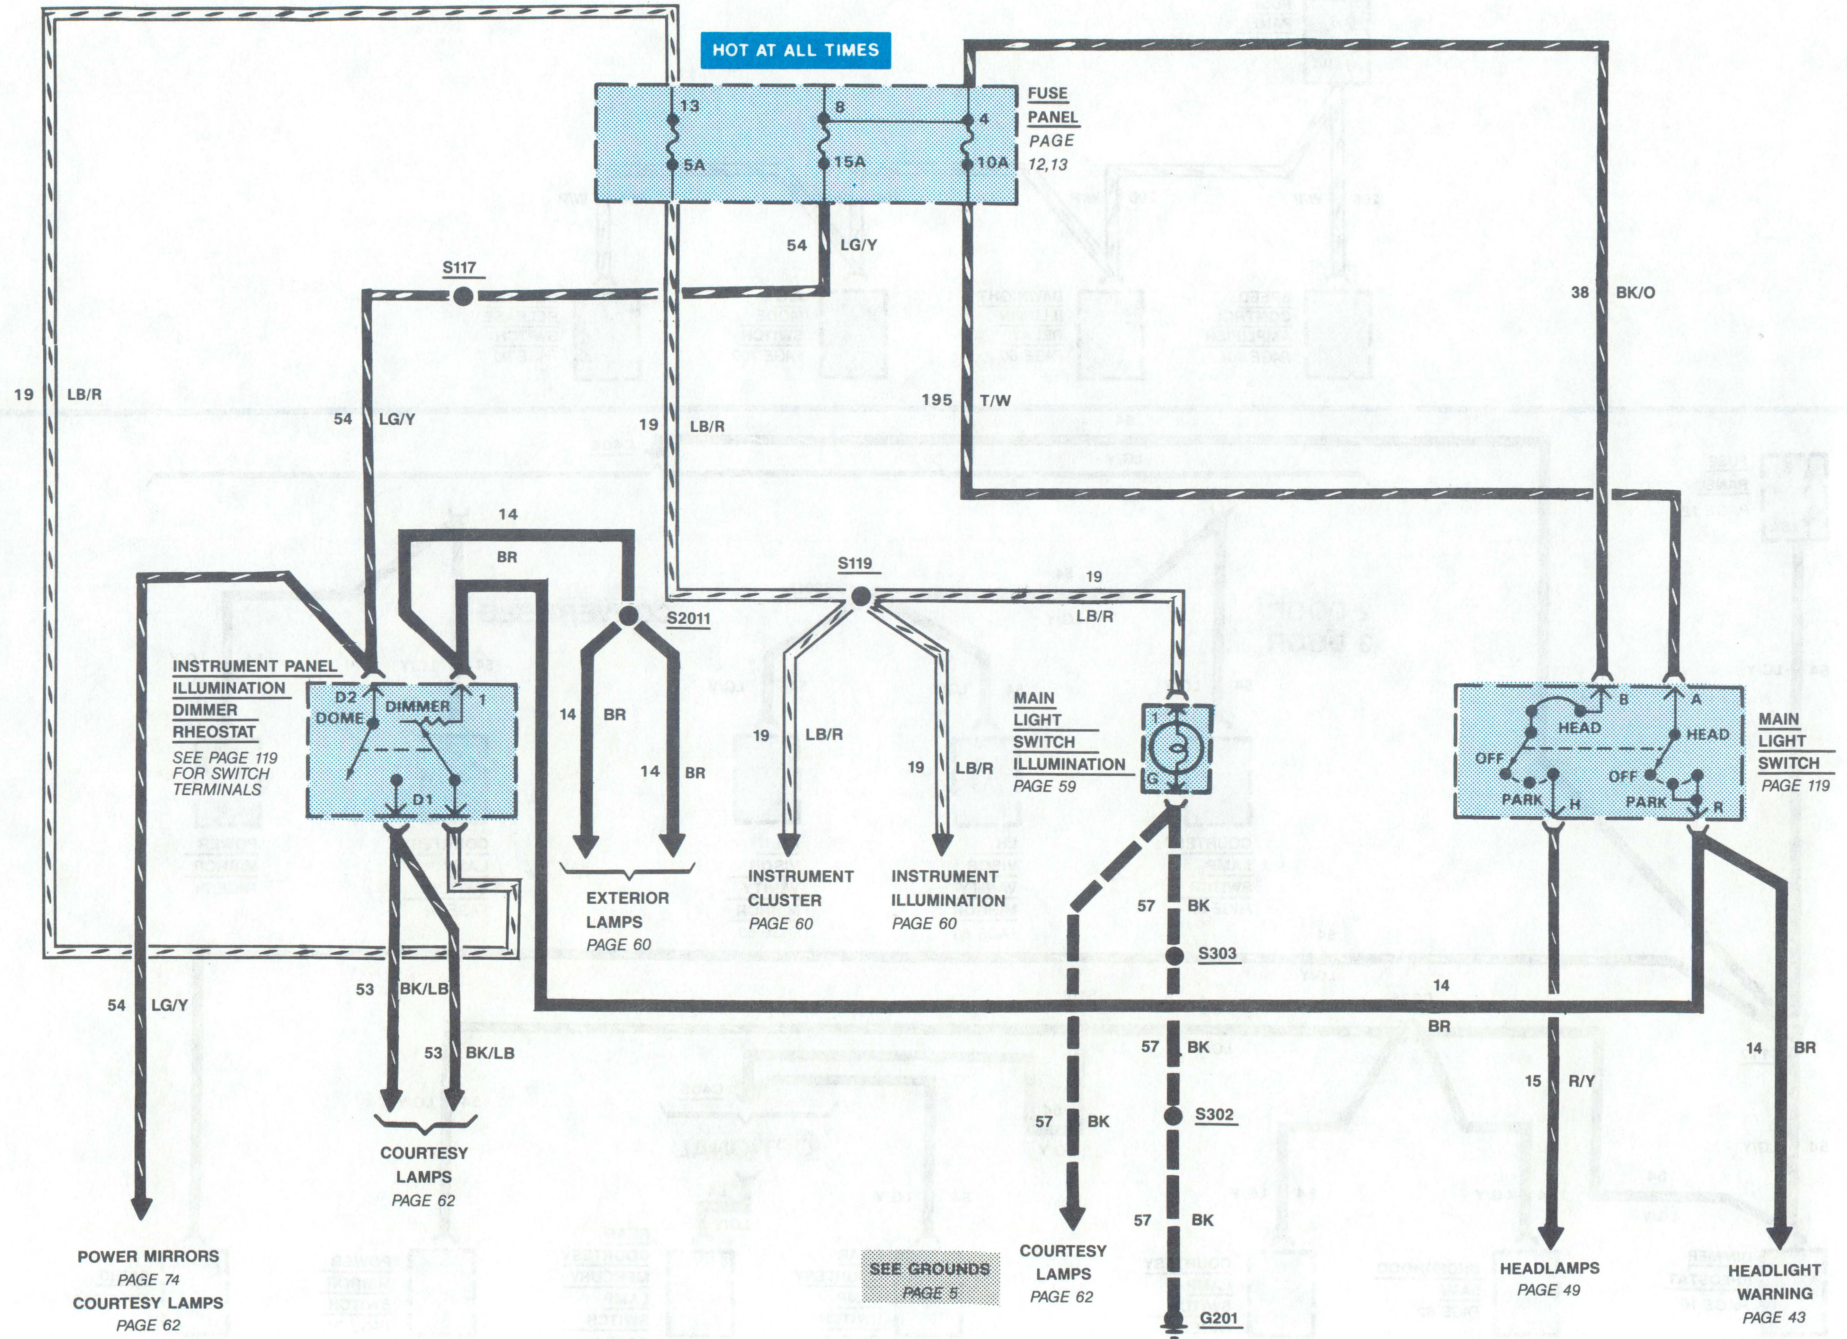 HOT AT ALL TIMES
FUSE
PANEL
PAGE
12,13
13
8
4
5A
15A
10A
54 LG/Y
S117
38 BK/O
19 LB/R
54 LG/Y
19 LB/R
195 T/W
14
BR
S119
19
LB/R
S2011
INSTRUMENT PANEL
ILLUMINATION
DIMMER
RHEOSTAT
SEE PAGE 119
FOR SWITCH
TERMINALS
D2
DOME
DIMMER
1
D1
14 BR
14 BR
19 LB/R
19 LB/R
MAIN
LIGHT
SWITCH
ILLUMINATION
PAGE 59
1
G
B
A
HEAD
HEAD
OFF
OFF
PARK
PARK
H
R
MAIN
LIGHT
SWITCH
PAGE 119
EXTERIOR
LAMPS
PAGE 60
INSTRUMENT
CLUSTER
PAGE 60
INSTRUMENT
ILLUMINATION
PAGE 60
57 BK
S303
53 BK/LB
54 LG/Y
14
BR
53 BK/LB
57 BK
14 BR
15 R/Y
S302
57 BK
COURTESY
LAMPS
PAGE 62
57 BK
POWER MIRRORS
PAGE 74
COURTESY LAMPS
PAGE 62
SEE GROUNDS
PAGE 5
COURTESY
LAMPS
PAGE 62
G201
HEADLAMPS
PAGE 49
HEADLIGHT
WARNING
PAGE 43